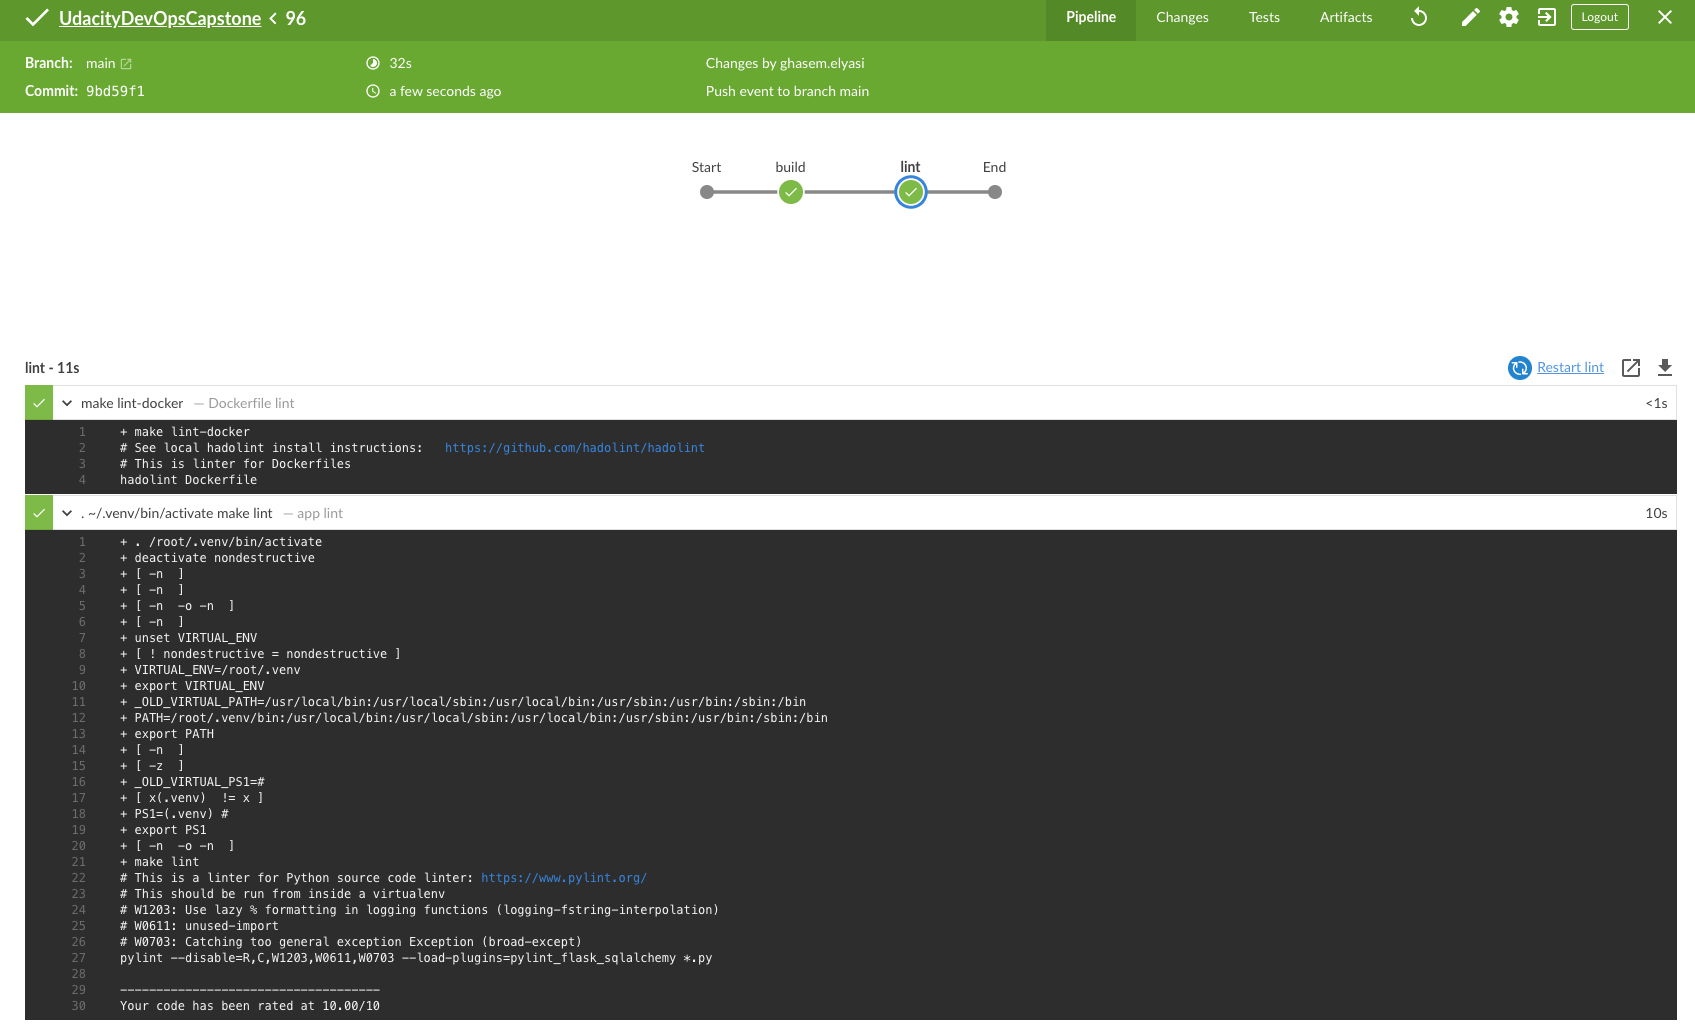 UdacityDevOpsCapstone < 96
Pipeline Changes Tests Artifacts Logout
Branch: main 32s Changes by ghasem.elyasi
Commit: 9bd59f1 a few seconds ago Push event to branch main
Start build lint End
lint - 11s Restart lint
make lint-docker — Dockerfile lint <1s
1 + make lint-docker
2 # See local hadolint install instructions: https://github.com/hadolint/hadolint
3 # This is linter for Dockerfiles
4 hadolint Dockerfile
. ~/.venv/bin/activate make lint — app lint 10s
1 + . /root/.venv/bin/activate
2 + deactivate nondestructive
3 + [ -n  ]
4 + [ -n  ]
5 + [ -n  -o -n  ]
6 + [ -n  ]
7 + unset VIRTUAL_ENV
8 + [ ! nondestructive = nondestructive ]
9 + VIRTUAL_ENV=/root/.venv
10 + export VIRTUAL_ENV
11 + _OLD_VIRTUAL_PATH=/usr/local/bin:/usr/local/sbin:/usr/local/bin:/usr/sbin:/usr/bin:/sbin:/bin
12 + PATH=/root/.venv/bin:/usr/local/bin:/usr/local/sbin:/usr/local/bin:/usr/sbin:/usr/bin:/sbin:/bin
13 + export PATH
14 + [ -n  ]
15 + [ -z  ]
16 + _OLD_VIRTUAL_PS1=#
17 + [ x(.venv)  != x ]
18 + PS1=(.venv) #
19 + export PS1
20 + [ -n  -o -n  ]
21 + make lint
22 # This is a linter for Python source code linter: https://www.pylint.org/
23 # This should be run from inside a virtualenv
24 # W1203: Use lazy % formatting in logging functions (logging-fstring-interpolation)
25 # W0611: unused-import
26 # W0703: Catching too general exception Exception (broad-except)
27 pylint --disable=R,C,W1203,W0611,W0703 --load-plugins=pylint_flask_sqlalchemy *.py
28
29 ------------------------------------
30 Your code has been rated at 10.00/10